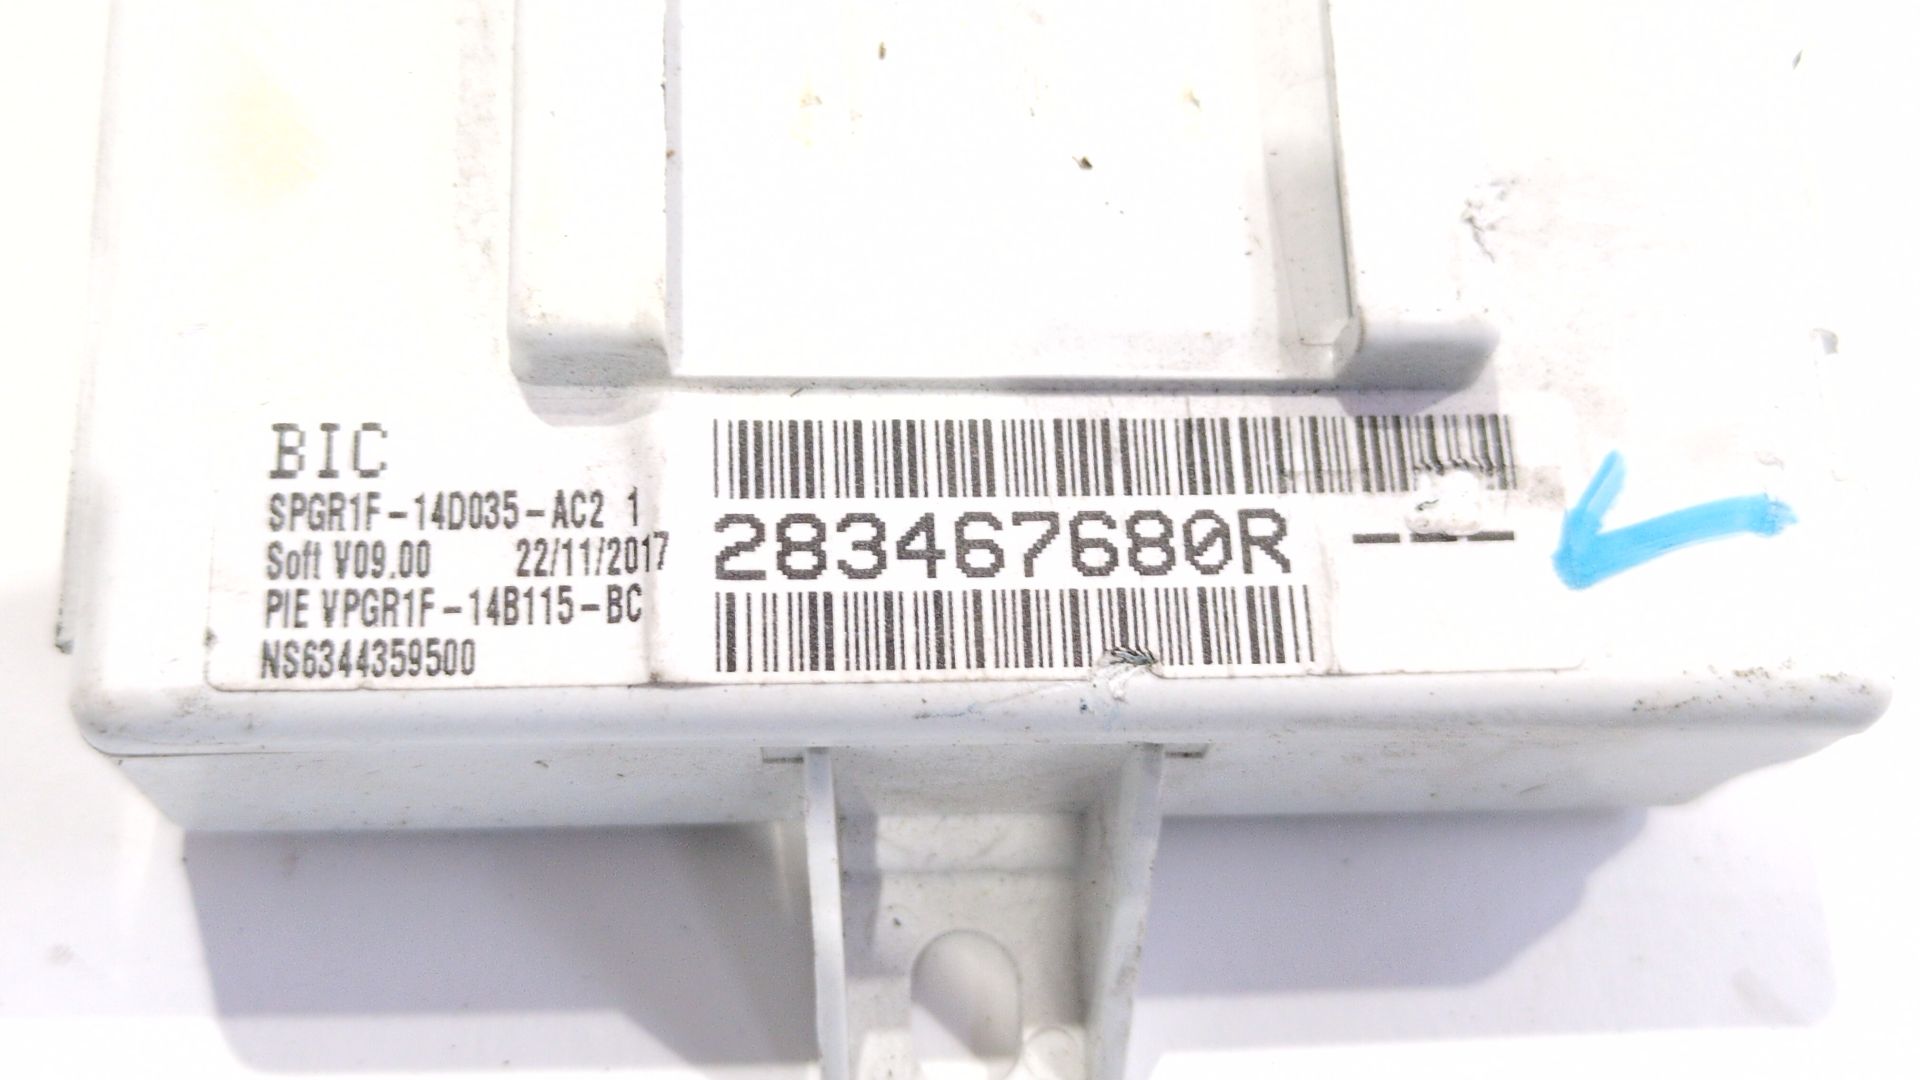 BIC
SPGR1F-14D035-AC2 1
Soft V09.00 22/11/2017
PIE VPGR1F-14B115-BC
NS6344359500
283467680R
---